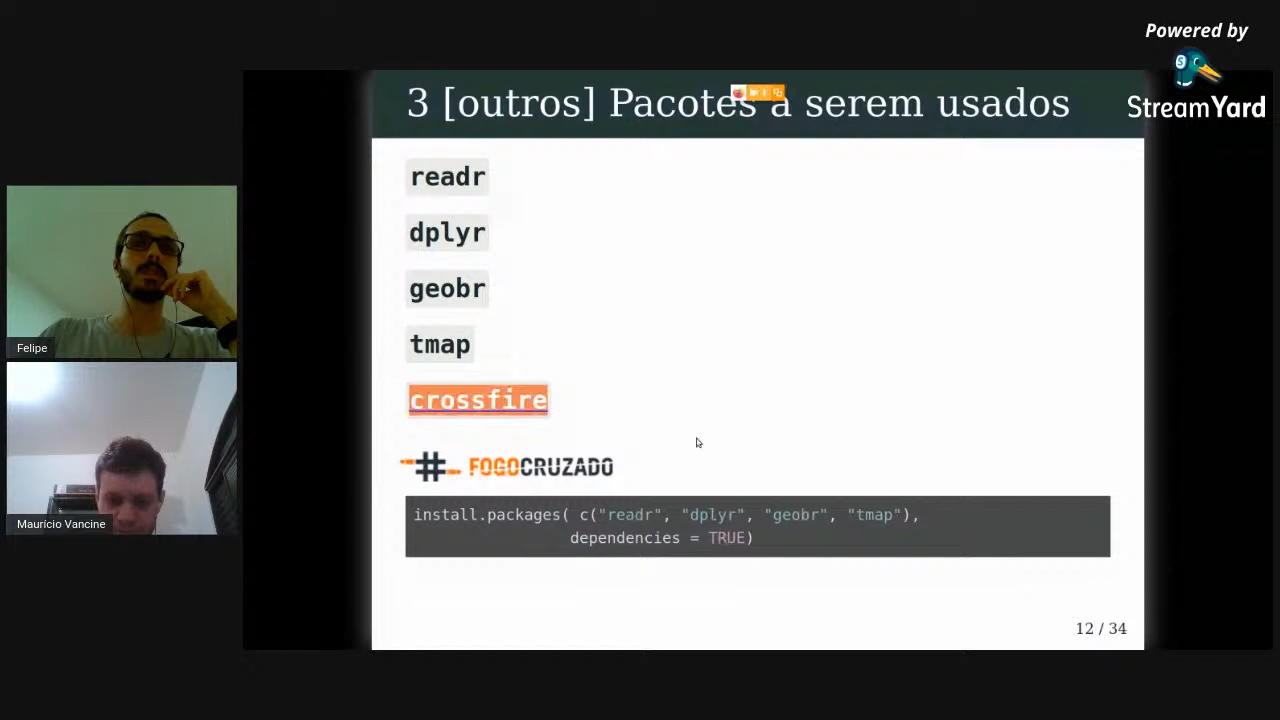 Powered by
StreamYard
3 [outros] Pacotes a serem usados
readr
dplyr
geobr
tmap
crossfire
# FOGOCRUZADO
install.packages( c("readr", "dplyr", "geobr", "tmap"),
dependencies = TRUE)
12 / 34
Felipe
Maurício Vancine